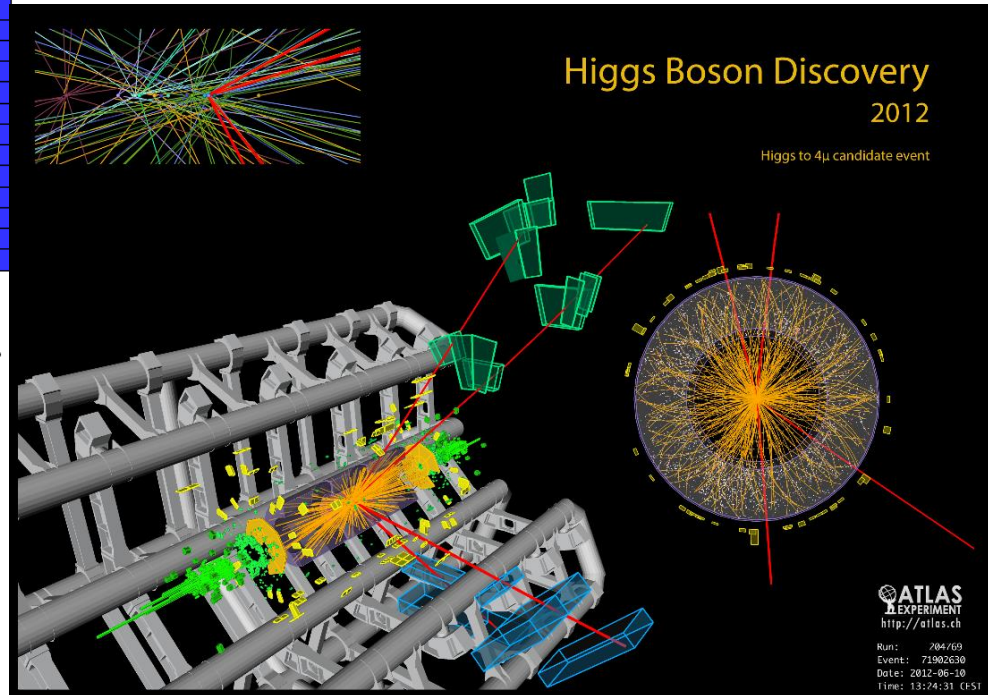 Higgs Boson Discovery
2012
Higgs to 4μ candidate event
ATLAS
EXPERIMENT
http://atlas.ch
Run: 204769
Event: 71902630
Date: 2012-06-10
Time: 13:24:31 CEST